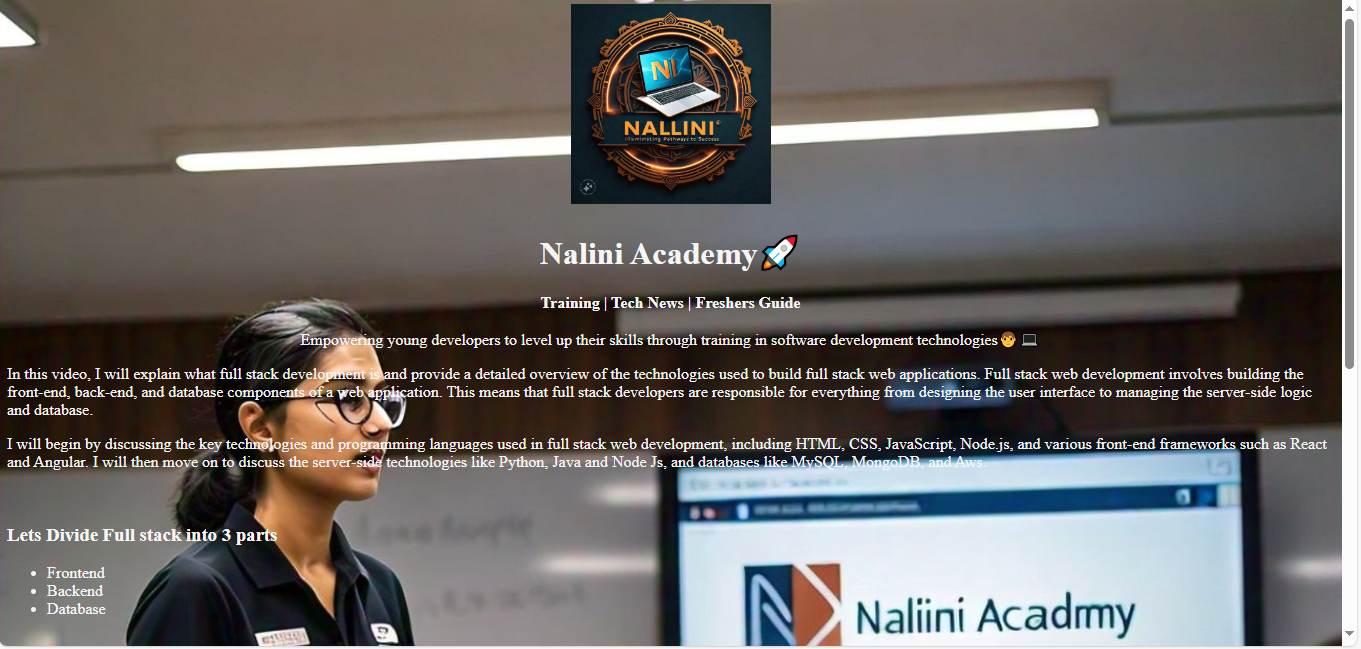 NI
NALLINI
Illuminating Pathways to Success
Nalini Academy🚀
Training | Tech News | Freshers Guide
Empowering young developers to level up their skills through training in software development technologies🧒 💻
In this video, I will explain what full stack development is and provide a detailed overview of the technologies used to build full stack web applications. Full stack web development involves building the
front-end, back-end, and database components of a web application. This means that full stack developers are responsible for everything from designing the user interface to managing the server-side logic
and database.
I will begin by discussing the key technologies and programming languages used in full stack web development, including HTML, CSS, JavaScript, Node.js, and various front-end frameworks such as React
and Angular. I will then move on to discuss the server-side technologies like Python, Java and Node Js, and databases like MySQL, MongoDB, and Aws.
Lets Divide Full stack into 3 parts
• Frontend
• Backend
• Database
Naliini Acadmy